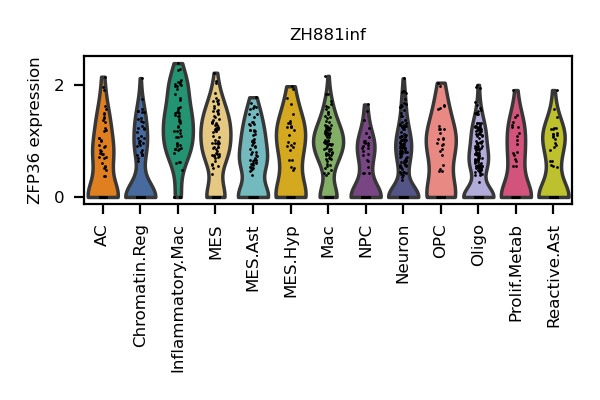 ZH881inf
ZFP36 expression
2
0
AC
Chromatin.Reg
Inflammatory.Mac
MES
MES.Ast
MES.Hyp
Mac
NPC
Neuron
OPC
Oligo
Prolif.Metab
Reactive.Ast